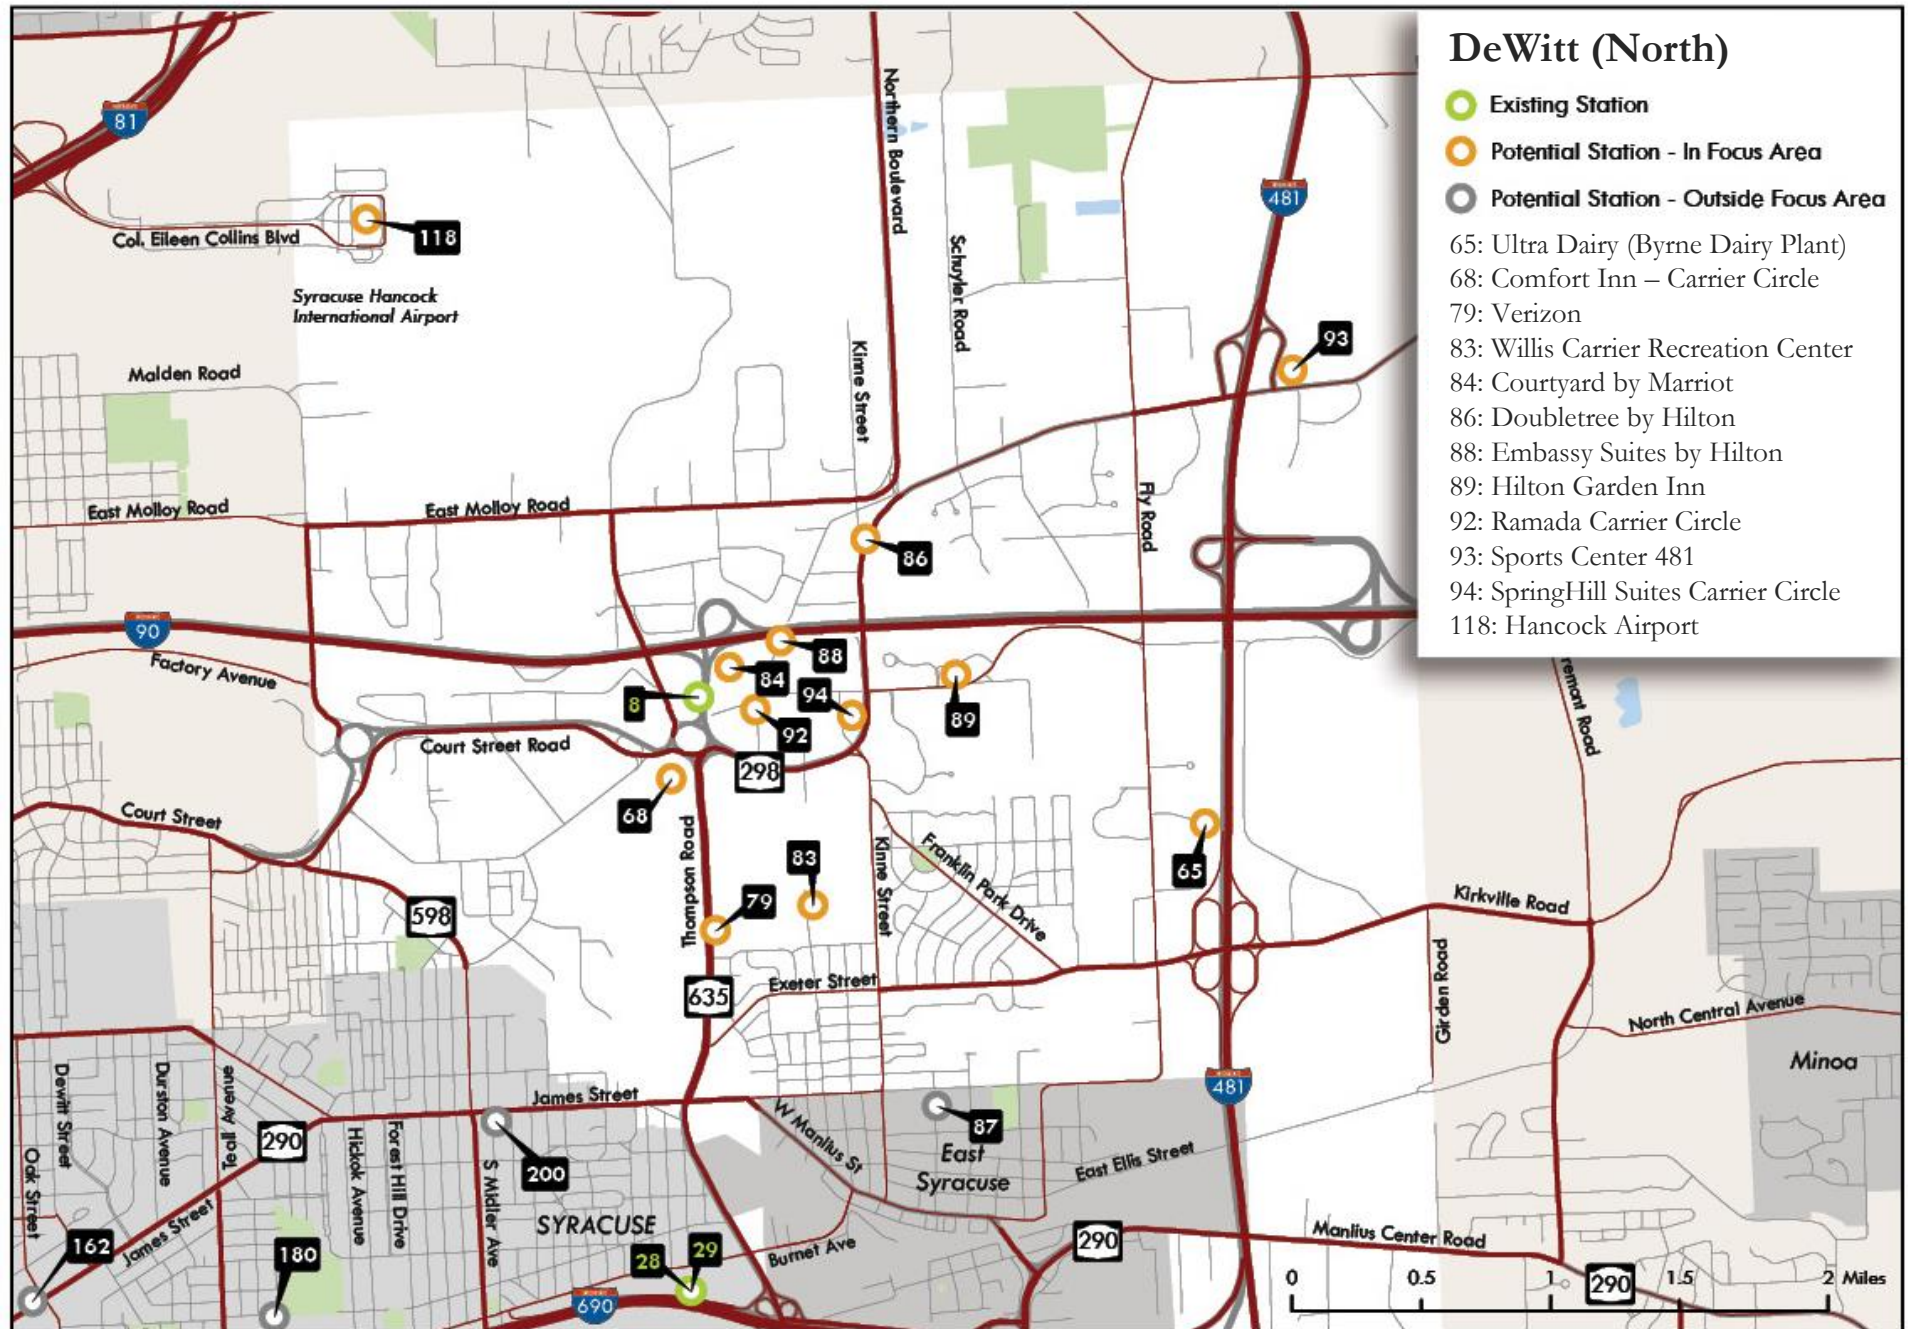 DeWitt (North)
Existing Station
Potential Station - In Focus Area
Potential Station - Outside Focus Area
65: Ultra Dairy (Byrne Dairy Plant)
68: Comfort Inn – Carrier Circle
79: Verizon
83: Willis Carrier Recreation Center
84: Courtyard by Marriot
86: Doubletree by Hilton
88: Embassy Suites by Hilton
89: Hilton Garden Inn
92: Ramada Carrier Circle
93: Sports Center 481
94: SpringHill Suites Carrier Circle
118: Hancock Airport
81
Northern Boulevard
481
118
Col. Eileen Collins Blvd
Schuyler Road
Syracuse Hancock
International Airport
93
Kinne Street
Malden Road
East Molloy Road
East Molloy Road
Fly Road
86
90
88
Factory Avenue
84
94
8
89
92
remont Road
Court Street Road
298
68
Court Street
Thompson Road
83
Kinne Street
Franklin Park Drive
65
79
598
Kirkville Road
635
Exeter Street
Girden Road
North Central Avenue
Minoa
Dewitt Street
Durston Avenue
Teall Avenue
James Street
481
290
Hickok Avenue
Forest Hill Drive
W Manlius St
87
East
Syracuse
East Ellis Street
Oak Street
S Midler Ave
200
162
James Street
SYRACUSE
180
28
29
Burnet Ave
290
Manlius Center Road
690
290
0 0.5 1 1.5 2 Miles